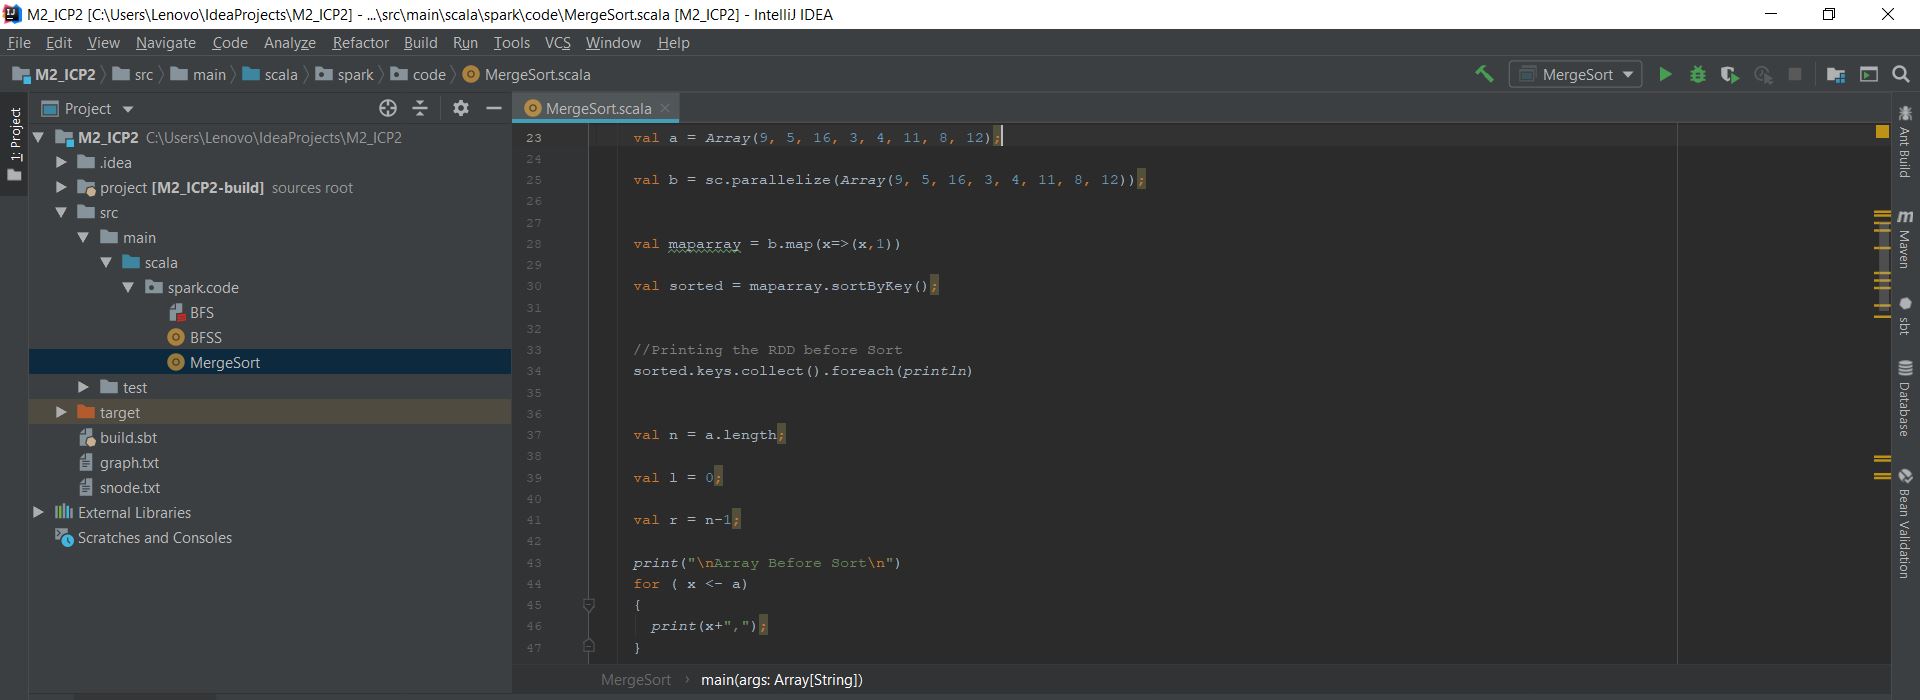 M2_ICP2 [C:\Users\Lenovo\IdeaProjects\M2_ICP2] - ...\src\main\scala\spark\code\MergeSort.scala [M2_ICP2] - IntelliJ IDEA
File Edit View Navigate Code Analyze Refactor Build Run Tools VCS Window Help
M2_ICP2 src main scala spark code MergeSort.scala MergeSort
1: Project
Project
M2_ICP2 C:\Users\Lenovo\IdeaProjects\M2_ICP2
.idea
project [M2_ICP2-build] sources root
src
main
scala
spark.code
BFS
BFSS
MergeSort
test
target
build.sbt
graph.txt
snode.txt
External Libraries
Scratches and Consoles
MergeSort.scala
23 val a = Array(9, 5, 16, 3, 4, 11, 8, 12);
24
25 val b = sc.parallelize(Array(9, 5, 16, 3, 4, 11, 8, 12));
26
27
28 val maparray = b.map(x=>(x,1))
29
30 val sorted = maparray.sortByKey();
31
32
33 //Printing the RDD before Sort
34 sorted.keys.collect().foreach(println)
35
36
37 val n = a.length;
38
39 val l = 0;
40
41 val r = n-1;
42
43 print("\nArray Before Sort\n")
44 for ( x <- a)
45 {
46 print(x+",");
47 }
MergeSort › main(args: Array[String])
Ant Build
m Maven
sbt
Database
Bean Validation